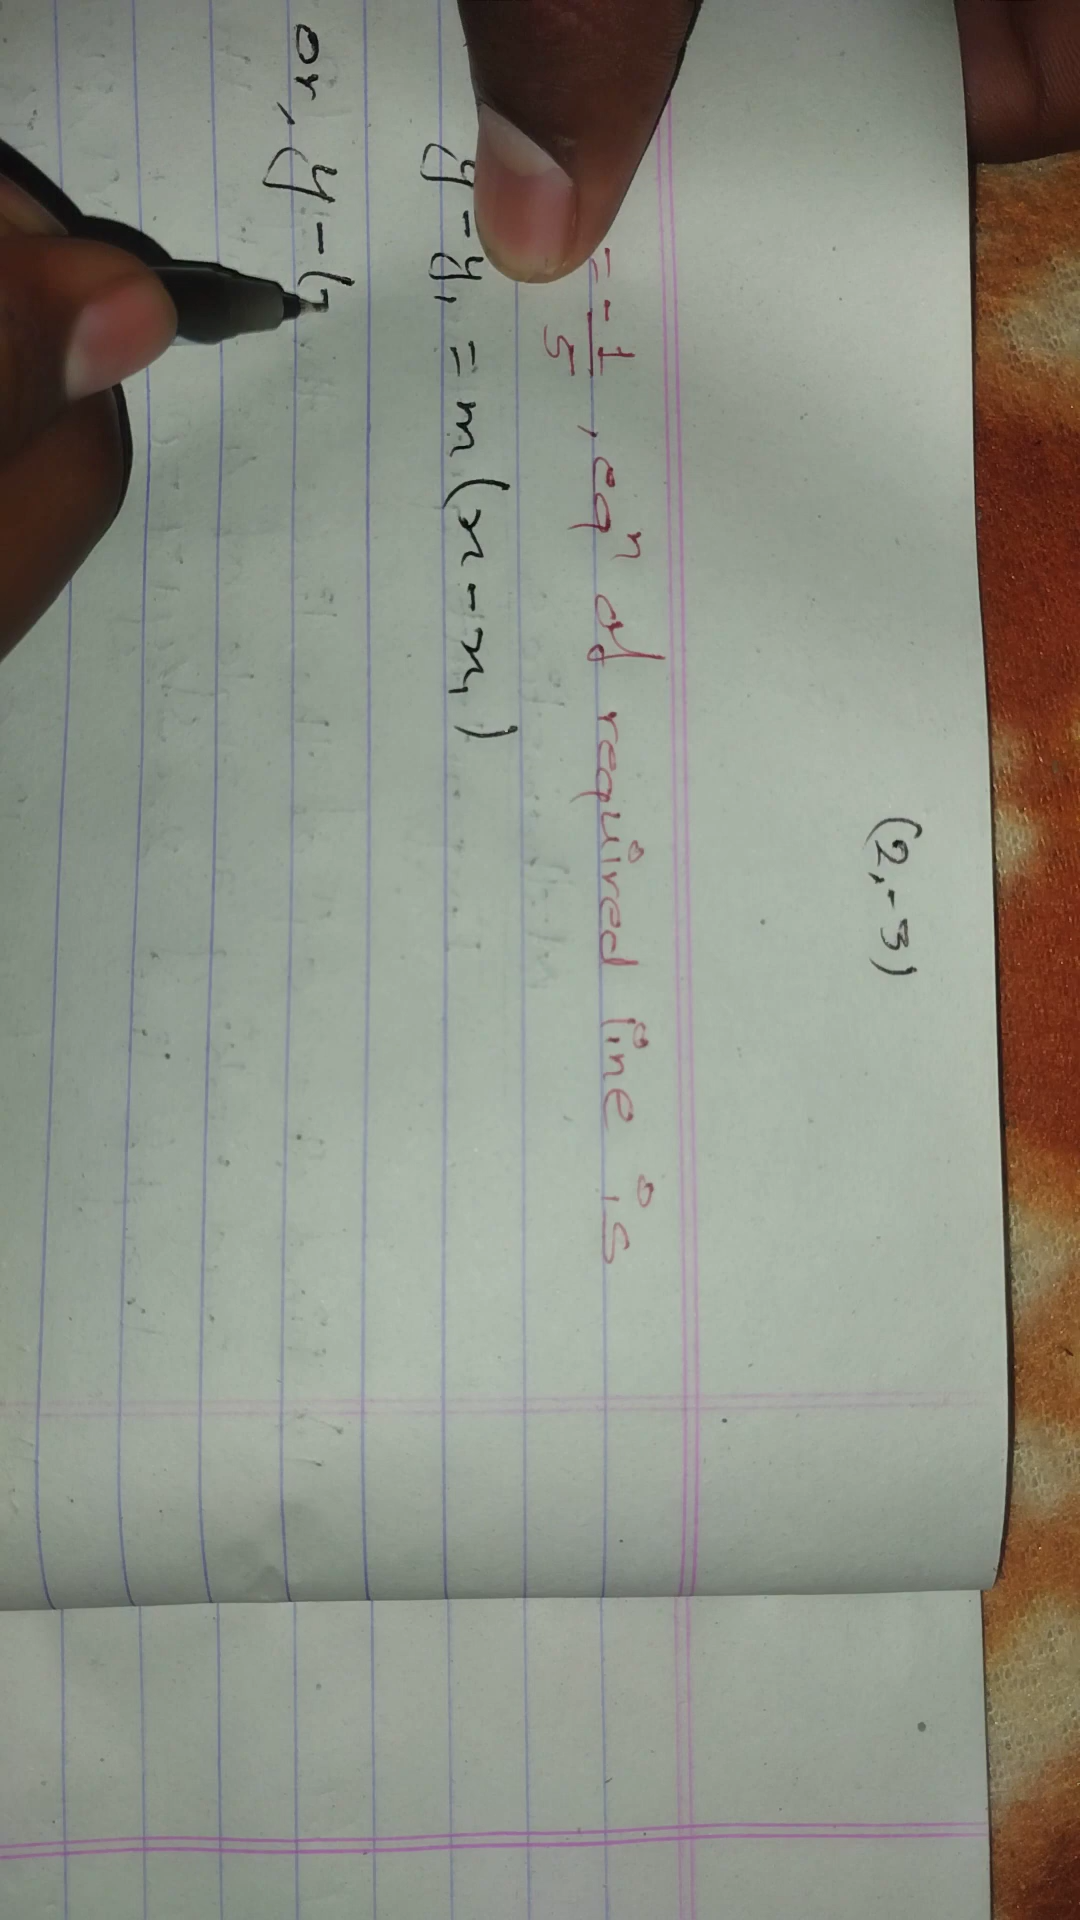 (2,-3)
= -1/5, eqⁿ of required line is
y - y₁ = m(x - x₁)
or, y - (